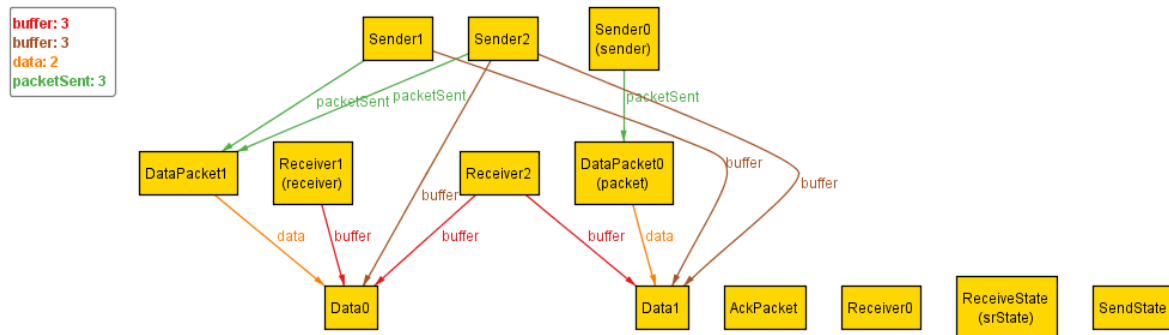 buffer: 3
buffer: 3
data: 2
packetSent: 3
Sender1
Sender2
Sender0
(sender)
packetSent
packetSent
packetSent
DataPacket1
Receiver1
(receiver)
Receiver2
DataPacket0
(packet)
buffer
buffer
buffer
data
buffer
buffer
buffer
data
Data0
Data1
AckPacket
Receiver0
ReceiveState
(srState)
SendState